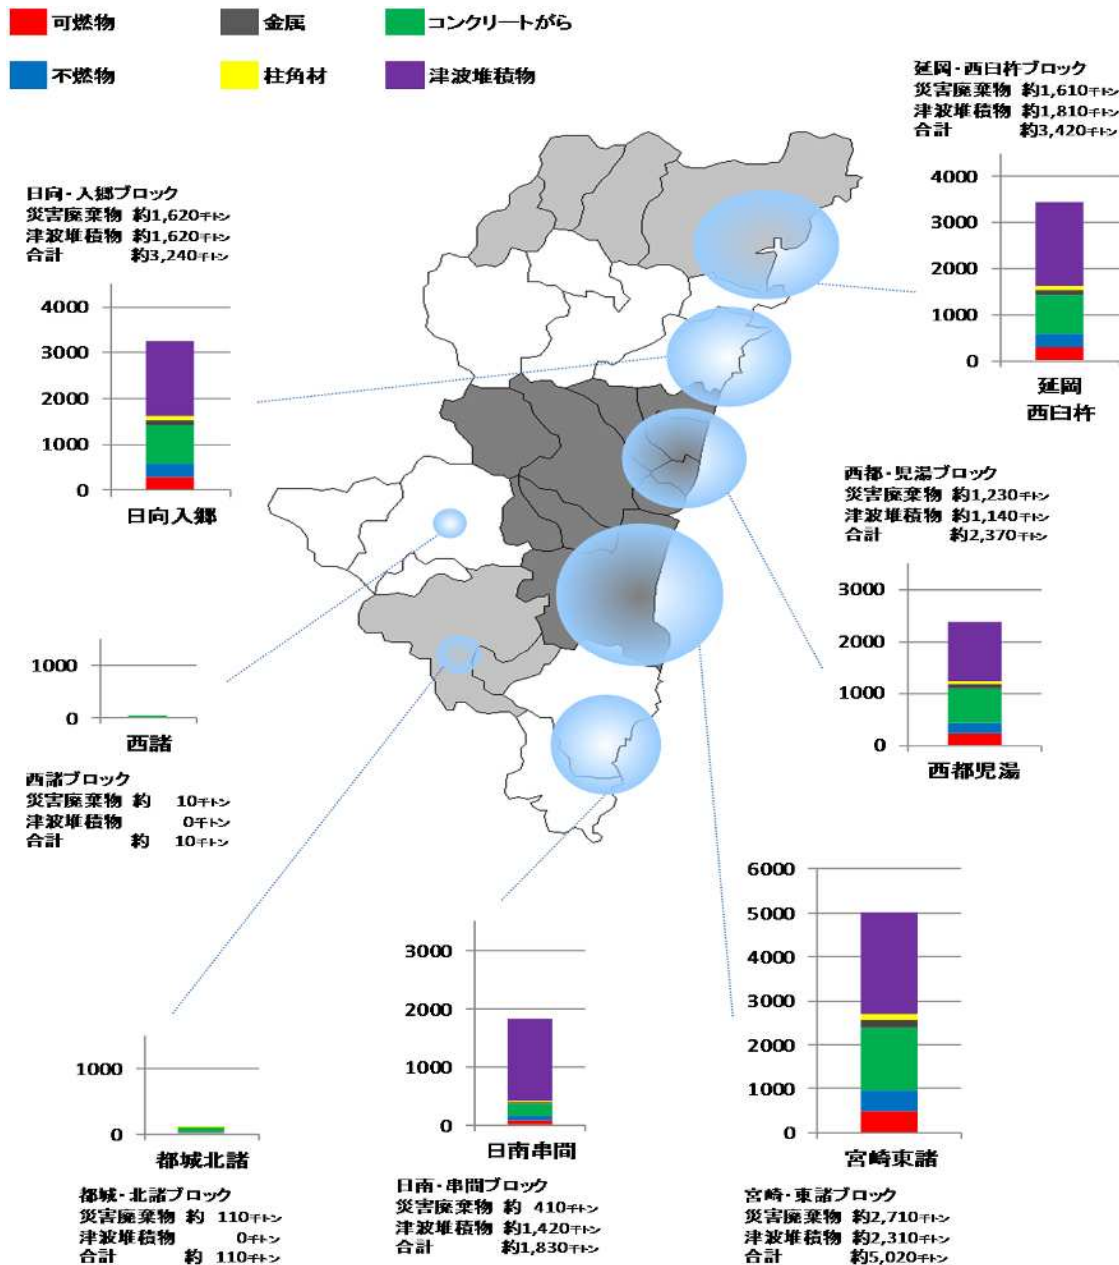 可燃物 金属 コンクリートがら
不燃物 柱角材 津波堆積物
延岡・西臼杵ブロック
災害廃棄物 約1,610千トン
津波堆積物 約1,810千トン
合計 約3,420千トン
4000
3000
2000
1000
0
延岡
西臼杵
日向・入郷ブロック
災害廃棄物 約1,620千トン
津波堆積物 約1,620千トン
合計 約3,240千トン
4000
3000
2000
1000
0
日向入郷
西都・児湯ブロック
災害廃棄物 約1,230千トン
津波堆積物 約1,140千トン
合計 約2,370千トン
3000
2000
1000
0
西都児湯
1000
0
西諸
西諸ブロック
災害廃棄物 約 10千トン
津波堆積物 0千トン
合計 約 10千トン
1000
0
都城北諸
都城・北諸ブロック
災害廃棄物 約 110千トン
津波堆積物 0千トン
合計 約 110千トン
3000
2000
1000
0
日南串間
日南・串間ブロック
災害廃棄物 約 410千トン
津波堆積物 約1,420千トン
合計 約1,830千トン
6000
5000
4000
3000
2000
1000
0
宮崎東諸
宮崎・東諸ブロック
災害廃棄物 約2,710千トン
津波堆積物 約2,310千トン
合計 約5,020千トン